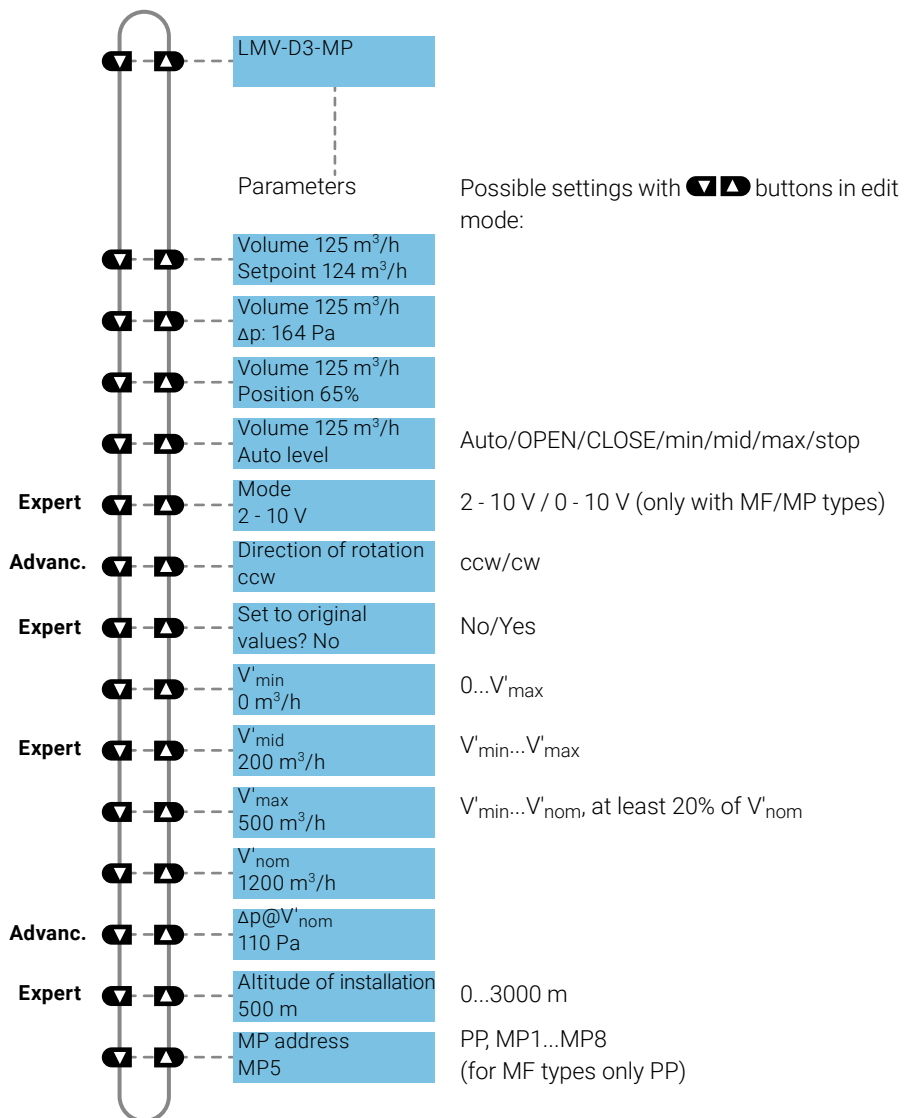 LMV-D3-MP
Parameters
Possible settings with ▽ △ buttons in edit
mode:
Volume 125 m³/h
Setpoint 124 m³/h
Volume 125 m³/h
Δp: 164 Pa
Volume 125 m³/h
Position 65%
Volume 125 m³/h
Auto level
Auto/OPEN/CLOSE/min/mid/max/stop
Expert
Mode
2 - 10 V
2 - 10 V / 0 - 10 V (only with MF/MP types)
Advanc.
Direction of rotation
ccw
ccw/cw
Expert
Set to original
values? No
No/Yes
V'min
0 m³/h
0...V'max
Expert
V'mid
200 m³/h
V'min...V'max
V'max
500 m³/h
V'min...V'nom, at least 20% of V'nom
V'nom
1200 m³/h
Advanc.
Δp@V'nom
110 Pa
Expert
Altitude of installation
500 m
0...3000 m
MP address
MP5
PP, MP1...MP8
(for MF types only PP)